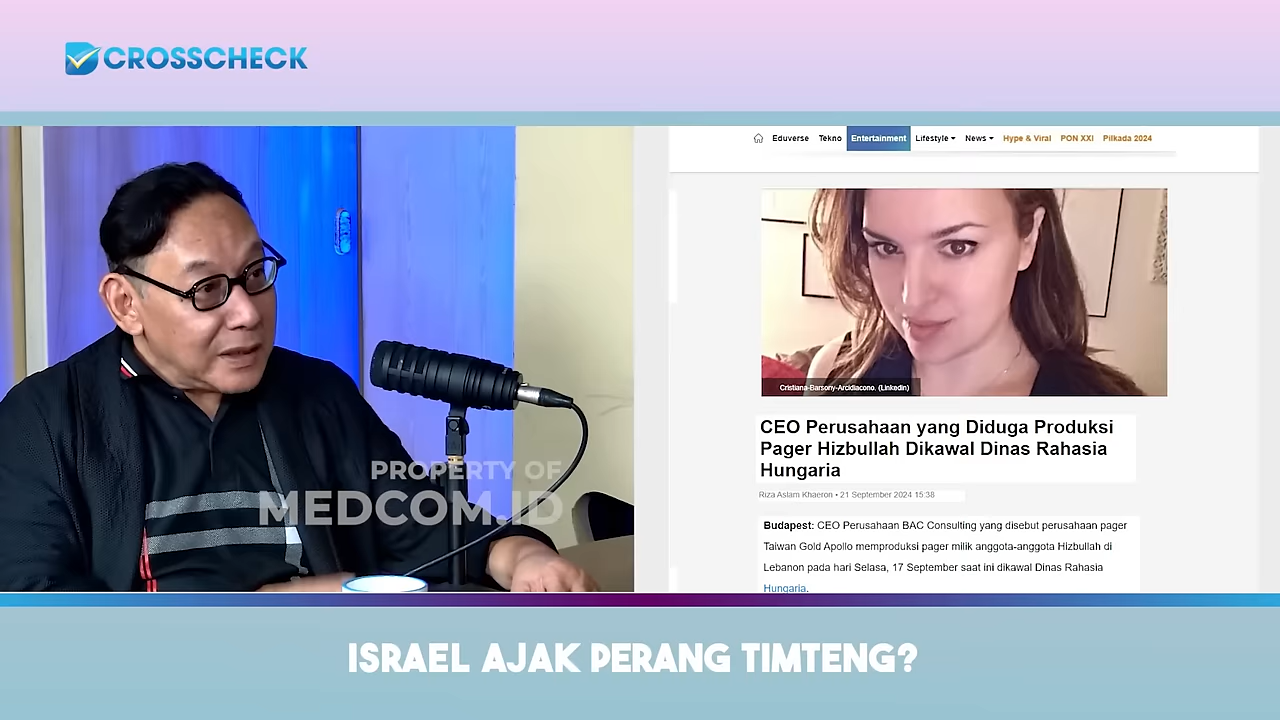 CROSSCHECK
Eduverse Tekno Entertainment Lifestyle News Hype & Viral PON XXI Pilkada 2024
Cristiana-Barsony-Arcidiacono. (LinkedIn)
CEO Perusahaan yang Diduga Produksi
Pager Hizbullah Dikawal Dinas Rahasia
Hungaria
Riza Aslam Khaeron • 21 September 2024 15:38
Budapest: CEO Perusahaan BAC Consulting yang disebut perusahaan pager
Taiwan Gold Apollo memproduksi pager milik anggota-anggota Hizbullah di
Lebanon pada hari Selasa, 17 September saat ini dikawal Dinas Rahasia
Hungaria.
PROPERTY OF
MEDCOM.ID
ISRAEL AJAK PERANG TIMTENG?